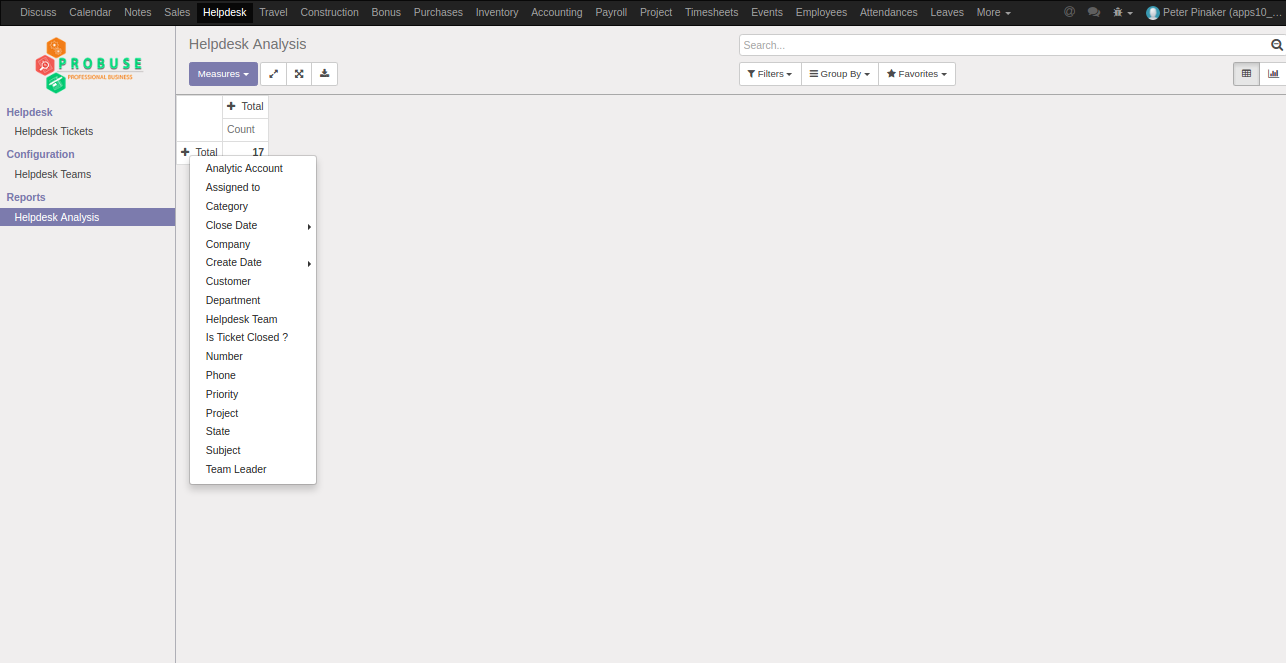 Discuss Calendar Notes Sales Helpdesk Travel Construction Bonus Purchases Inventory Accounting Payroll Project Timesheets Events Employees Attendances Leaves More @ Peter Pinaker (apps10_...
PROBUSE
PROFESSIONAL BUSINESS
Helpdesk
Helpdesk Tickets
Configuration
Helpdesk Teams
Reports
Helpdesk Analysis
Helpdesk Analysis
Search...
Measures
Filters Group By Favorites
Total
Count
Total 17
Analytic Account
Assigned to
Category
Close Date
Company
Create Date
Customer
Department
Helpdesk Team
Is Ticket Closed ?
Number
Phone
Priority
Project
State
Subject
Team Leader